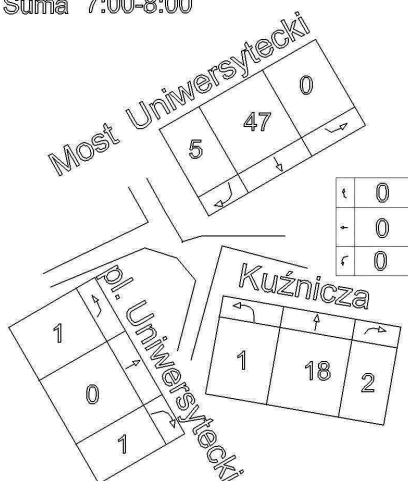 Suma 7:00-8:00
Most Uniwersytecki
5 47 0
0
0
0
Kuźnicza
1 18 2
pl. Uniwersytecki
1
0
1